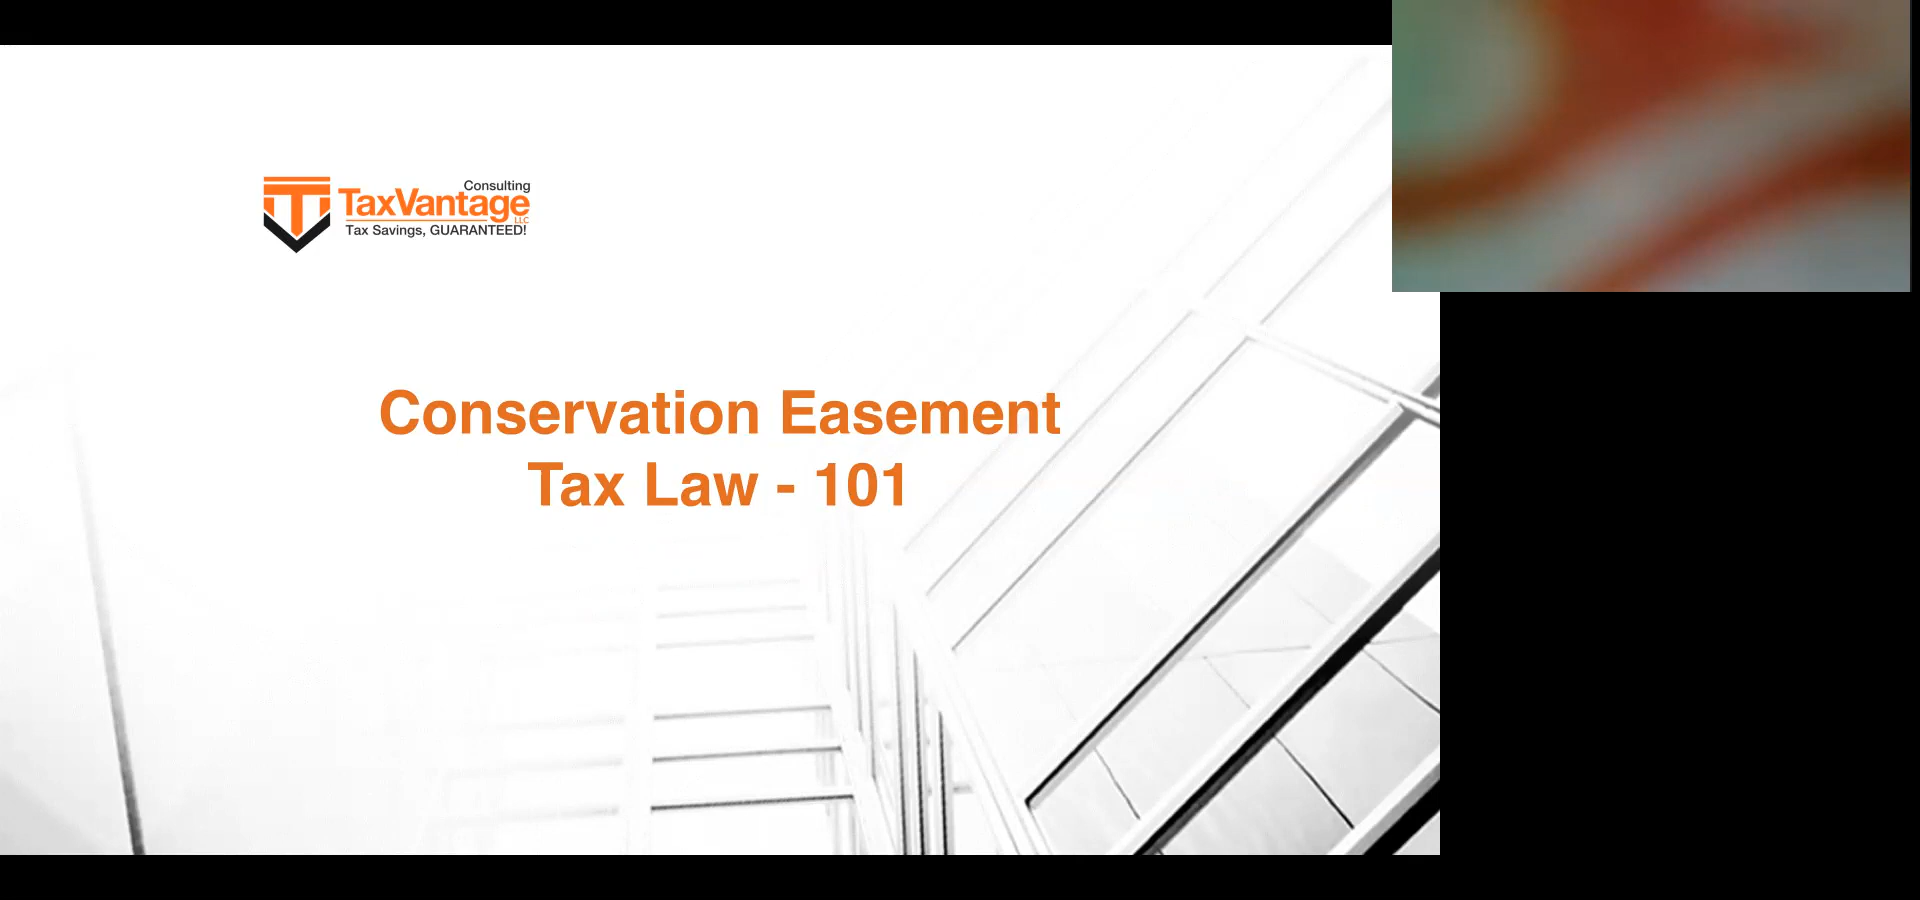 Consulting
TaxVantage
LLC
Tax Savings, GUARANTEED!
Conservation Easement
Tax Law - 101